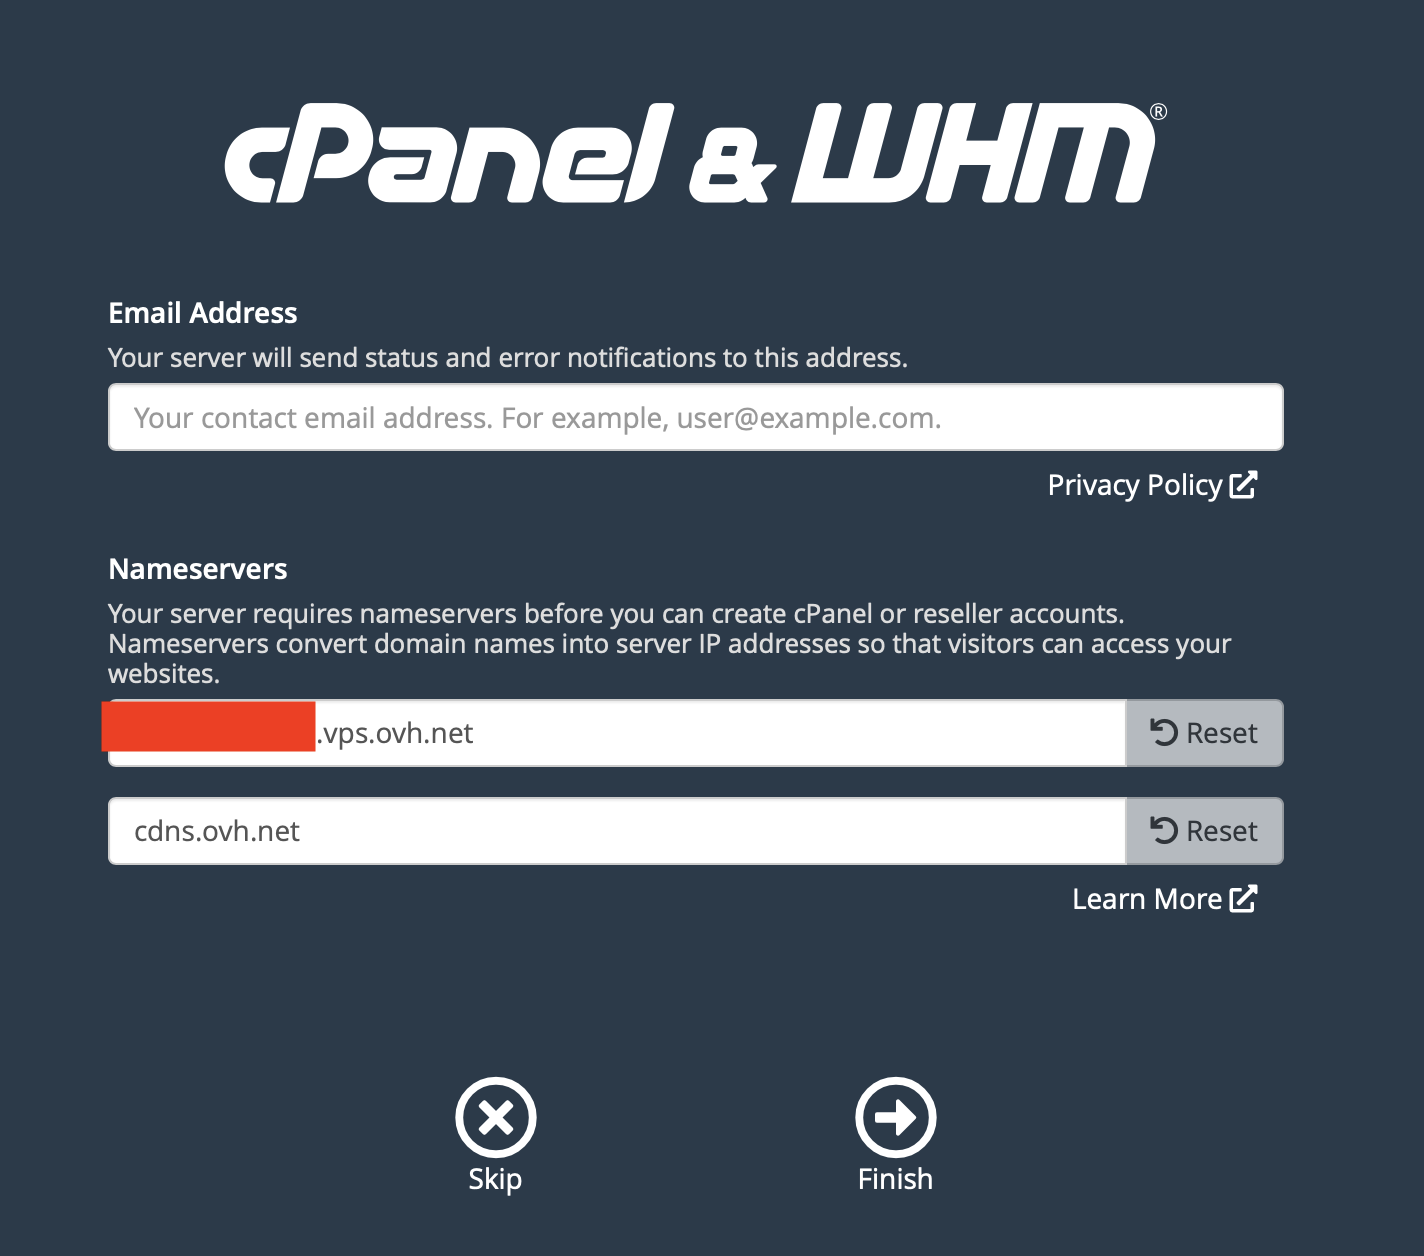 cPanel & WHM®
Email Address
Your server will send status and error notifications to this address.
Your contact email address. For example, user@example.com.
Privacy Policy
Nameservers
Your server requires nameservers before you can create cPanel or reseller accounts.
Nameservers convert domain names into server IP addresses so that visitors can access your
websites.
.vps.ovh.net
Reset
cdns.ovh.net
Reset
Learn More
Skip
Finish